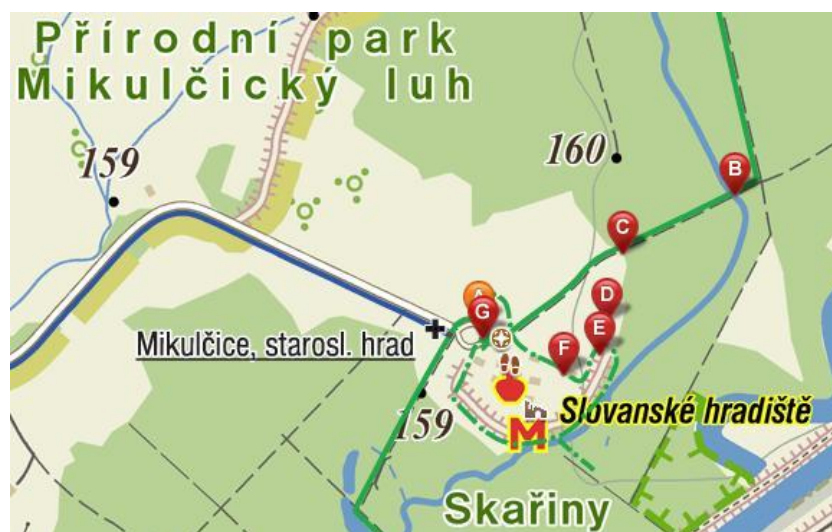 Přírodní park
Mikulčický luh
159
160
B
C
A
G
D
E
F
Mikulčice, starosl. hrad
159
Slovanské hradiště
M
Skařiny